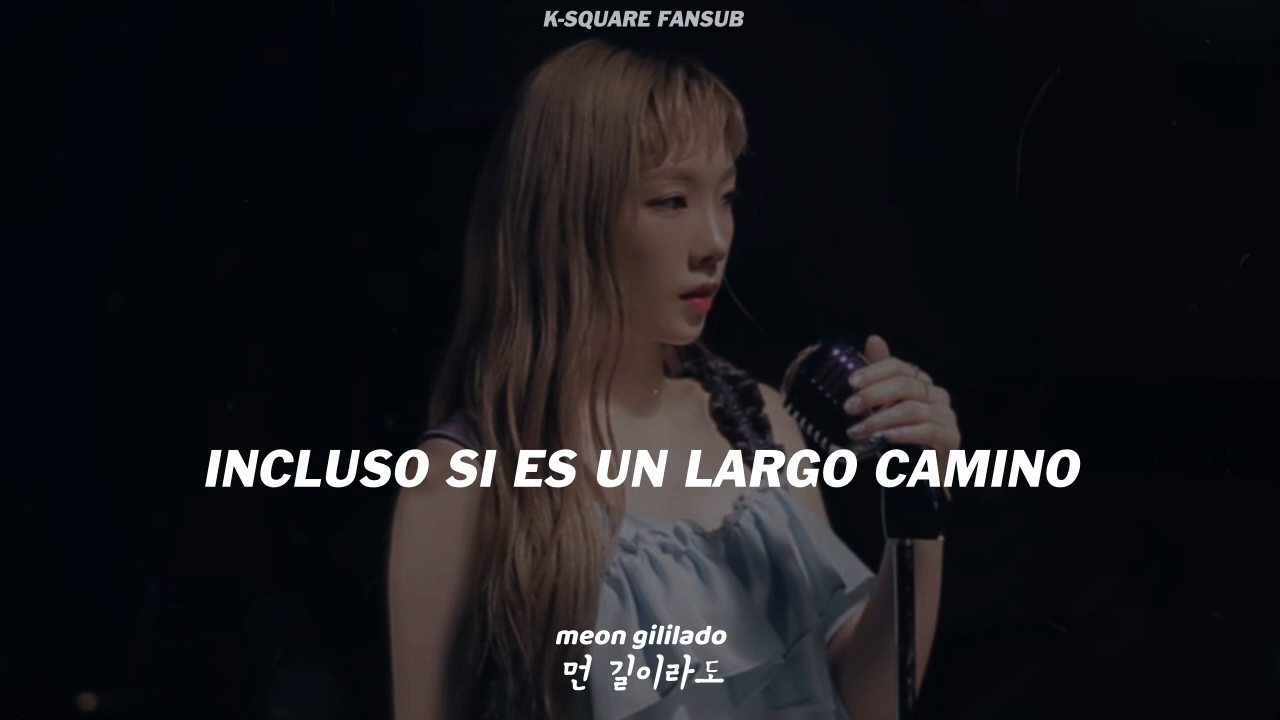 K-SQUARE FANSUB
INCLUSO SI ES UN LARGO CAMINO
meon gililado
먼 길이라도